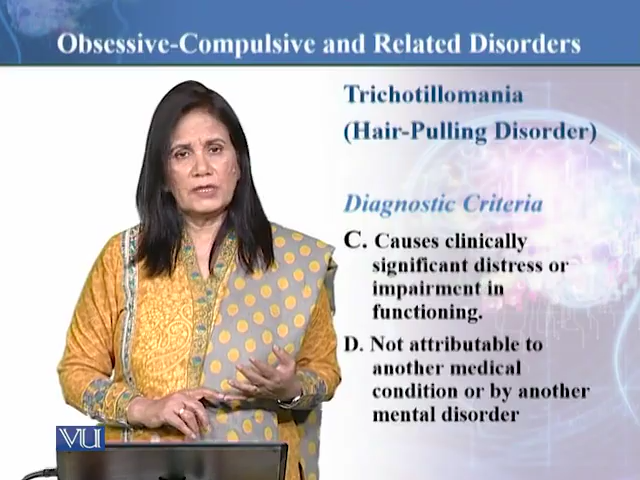 Obsessive-Compulsive and Related Disorders
Trichotillomania
(Hair-Pulling Disorder)
Diagnostic Criteria
C. Causes clinically
significant distress or
impairment in
functioning.
D. Not attributable to
another medical
condition or by another
mental disorder
VU